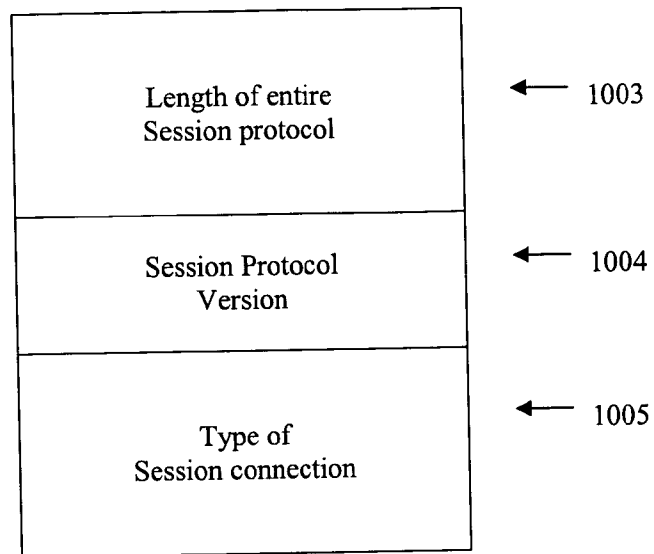 Length of entire
Session protocol
1003
Session Protocol
Version
1004
Type of
Session connection
1005